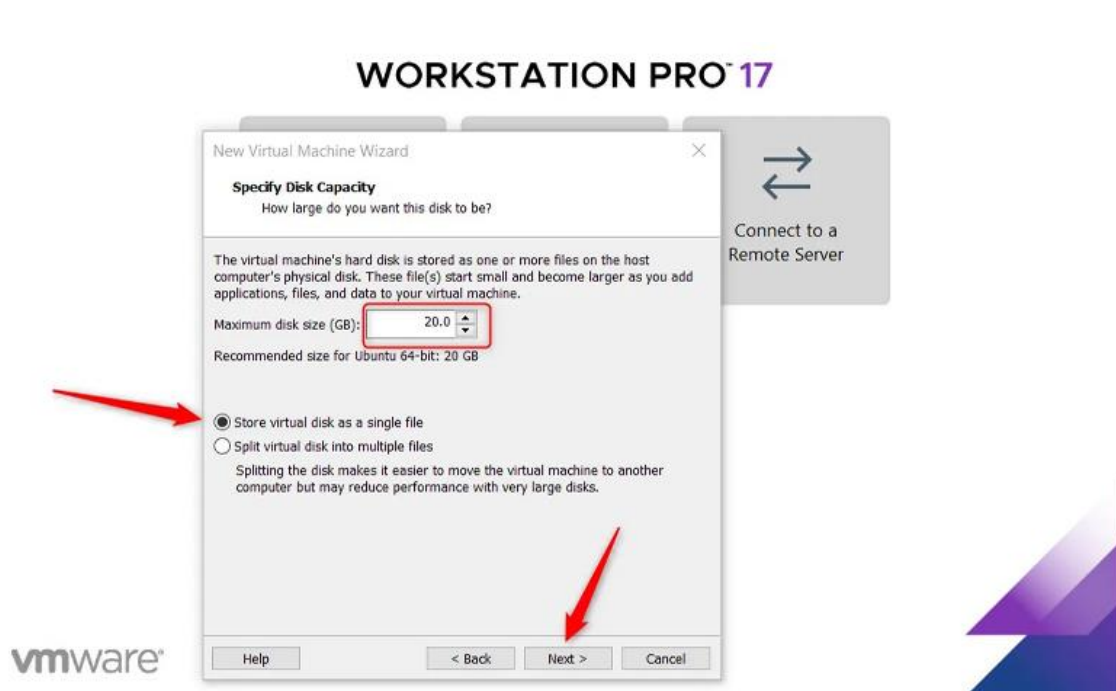 WORKSTATION PRO™ 17
New Virtual Machine Wizard
Specify Disk Capacity
How large do you want this disk to be?
The virtual machine's hard disk is stored as one or more files on the host
computer's physical disk. These file(s) start small and become larger as you add
applications, files, and data to your virtual machine.
Maximum disk size (GB): 20.0
Recommended size for Ubuntu 64-bit: 20 GB
Store virtual disk as a single file
Split virtual disk into multiple files
Splitting the disk makes it easier to move the virtual machine to another
computer but may reduce performance with very large disks.
Help < Back Next > Cancel
Connect to a
Remote Server
vmware®